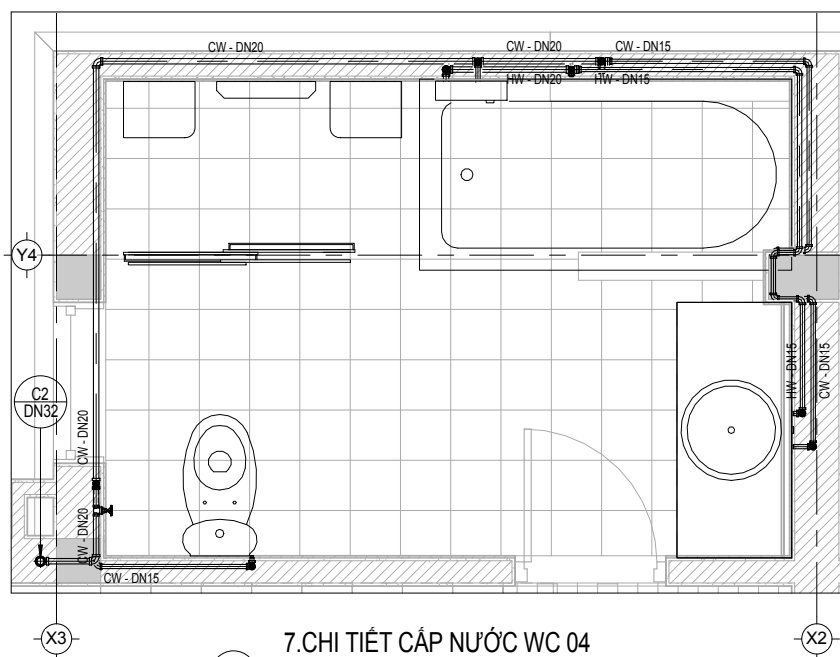 CW - DN20
CW - DN20
CW - DN15
HW - DN20
HW - DN15
Y4
HW - DN15
CW - DN15
C2
DN32
CW - DN20
CW - DN20
CW - DN15
X3
7.CHI TIẾT CẤP NƯỚC WC 04
X2